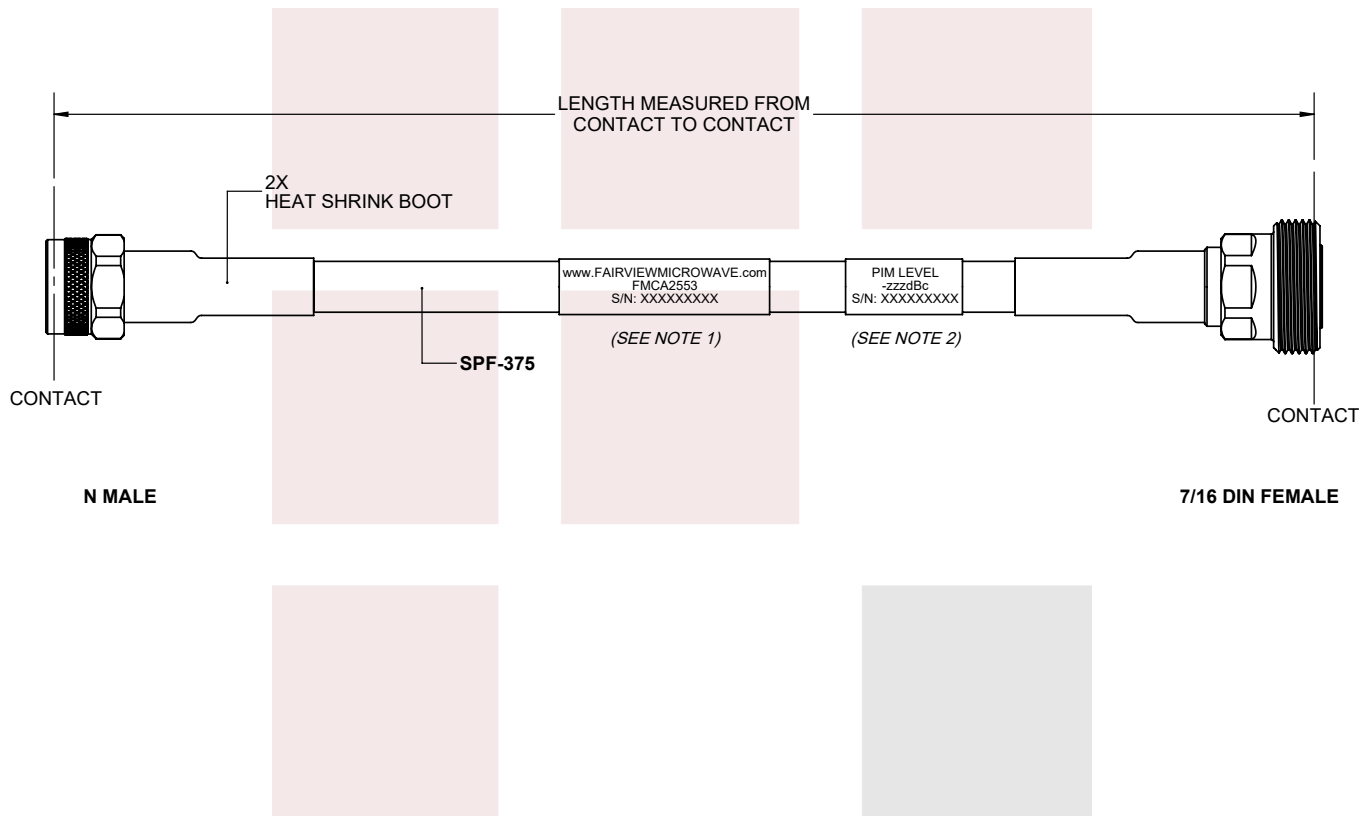 LENGTH MEASURED FROM
CONTACT TO CONTACT
2X
HEAT SHRINK BOOT
www.FAIRVIEWMICROWAVE.com
FMCA2553
S/N: XXXXXXXXX
PIM LEVEL
-zzzdBc
S/N: XXXXXXXXX
(SEE NOTE 1)
(SEE NOTE 2)
SPF-375
CONTACT
CONTACT
N MALE
7/16 DIN FEMALE